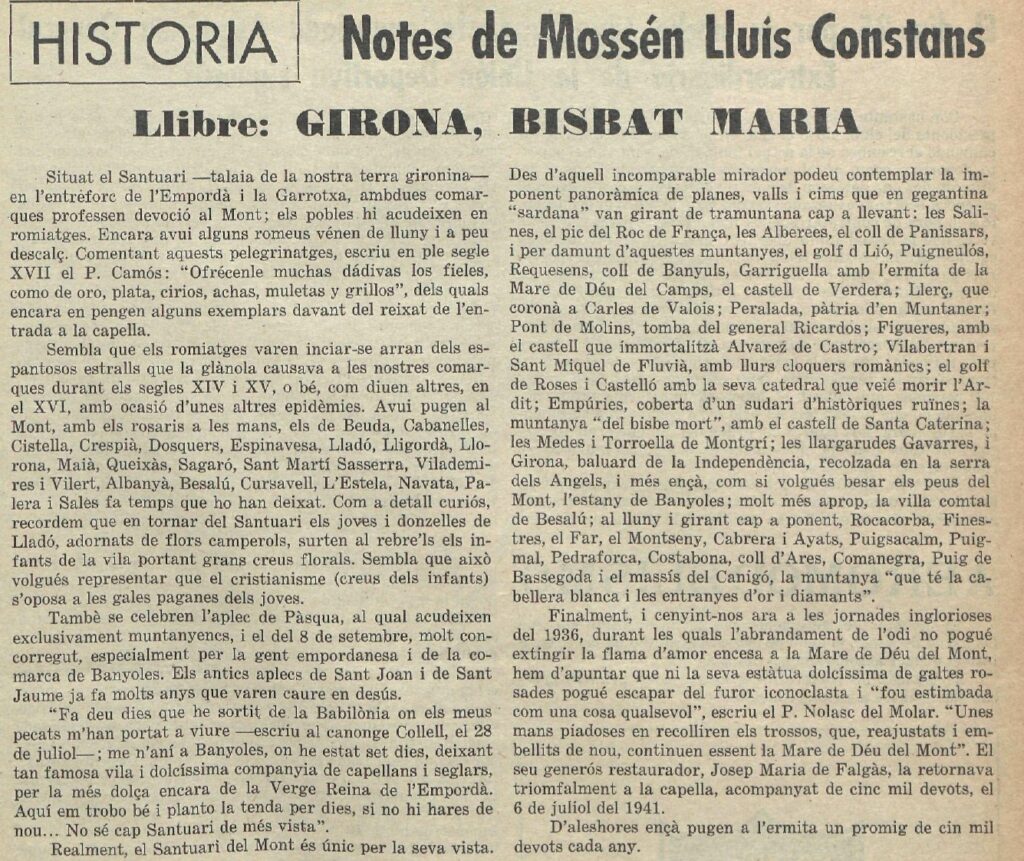 HISTORIA
Notes de Mossén Lluís Constans
Llibre: GIRONA, BISBAT MARIA
Situat el Santuari —talaia de la nostra terra gironina—
en l'entreforc de l'Empordà i la Garrotxa, ambdues comar-
ques professen devoció al Mont; els pobles hi acudeixen en
romiatges. Encara avui alguns romeus vénen de lluny i a peu
descalç. Comentant aquests pelegrinatges, escriu en ple segle
XVII el P. Camós: "Ofrécenle muchas dádivas los fieles,
como de oro, plata, cirios, achas, muletas y grillos", dels quals
encara en pengen alguns exemplars davant del reixat de l'en-
trada a la capella.
Sembla que els romiatges varen inciar-se arran dels es-
pantosos estralls que la glànola causava a les nostres comar-
ques durant els segles XIV i XV, o bé, com diuen altres, en
el XVI, amb ocasió d'unes altres epidèmies. Avui pugen al
Mont, amb els rosaris a les mans, els de Beuda, Cabanelles,
Cistella, Crespià, Dosquers, Espinavesa, Lladó, Lligordà, Llo-
rona, Maià, Queixàs, Sagaró, Sant Martí Sasserra, Vilademi-
res i Vilert, Albanyà, Besalú, Cursavell, L'Estela, Navata, Pa-
lera i Sales fa temps que ho han deixat. Com a detall curiós,
recordem que en tornar del Santuari els joves i donzelles de
Lladó, adornats de flors camperols, surten al rebre'ls els in-
fants de la vila portant grans creus florals. Sembla que això
volgués representar que el cristianisme (creus dels infants)
s'oposa a les gales paganes dels joves.
Tambè se celebren l'aplec de Pàsqua, al qual acudeixen
exclusivament muntanyencs, i el del 8 de setembre, molt con-
corregut, especialment per la gent empordanesa i de la co-
marca de Banyoles. Els antics aplecs de Sant Joan i de Sant
Jaume ja fa molts anys que varen caure en desús.
"Fa deu dies que he sortit de la Babilònia on els meus
pecats m'han portat a viure —escriu al canonge Collell, el 28
de juliol—; me n'aní a Banyoles, on he estat set dies, deixant
tan famosa vila i dolcíssima companyia de capellans i seglars,
per la més dolça encara de la Verge Reina de l'Empordà.
Aquí em trobo bé i planto la tenda per dies, si no hi hares de
nou... No sé cap Santuari de més vista".
Realment, el Santuari del Mont és únic per la seva vista.
Des d'aquell incomparable mirador podeu contemplar la im-
ponent panoràmica de planes, valls i cims que en gegantina
"sardana" van girant de tramuntana cap a llevant: les Sali-
nes, el pic del Roc de França, les Alberees, el coll de Panissars,
i per damunt d'aquestes muntanyes, el golf d Lió, Puigneulós,
Requesens, coll de Banyuls, Garríguella amb l'ermita de la
Mare de Déu del Camps, el castell de Verdera; Llerç, que
coronà a Carles de Valois; Peralada, pàtria d'en Muntaner;
Pont de Molins, tomba del general Ricardos; Figueres, amb
el castell que immortalitzà Alvarez de Castro; Vilabertran i
Sant Miquel de Fluvià, amb llurs cloquers romànics; el golf
de Roses i Castelló amb la seva catedral que veié morir l'Ar-
dit; Empúries, coberta d'un sudari d'històriques ruïnes; la
muntanya "del bisbe mort", amb el castell de Santa Caterina;
les Medes i Torroella de Montgrí; les llargarudes Gavarres, i
Girona, baluard de la Independència, recolzada en la serra
dels Angels, i més ençà, com si volgués besar els peus del
Mont, l'estany de Banyoles; molt més aprop, la villa comtal
de Besalú; al lluny i girant cap a ponent, Rocacorba, Fines-
tres, el Far, el Montseny, Cabrera i Ayats, Puigsacalm, Puig-
mal, Pedraforca, Costabona, coll d'Ares, Comanegra, Puig de
Bassegoda i el massís del Canigó, la muntanya "que té la ca-
bellera blanca i les entranyes d'or i diamants".
Finalment, i cenyint-nos ara a les jornades inglorioses
del 1936, durant les quals l'abrandament de l'odi no pogué
extingír la flama d'amor encesa a la Mare de Déu del Mont,
hem d'apuntar que ni la seva estàtua dolcíssima de galtes ro-
sades pogué escapar del furor iconoclasta i "fou estimbada
com una cosa qualsevol", escriu el P. Nolasc del Molar. "Unes
mans piadoses en recolliren els trossos, que, reajustats i em-
bellits de nou, continuen essent la Mare de Déu del Mont". El
seu generós restaurador, Josep Maria de Falgàs, la retornava
triomfalment a la capella, acompanyat de cinc mil devots, el
6 de juliol del 1941.
D'aleshores ençà pugen a l'ermita un promig de cin mil
devots cada any.